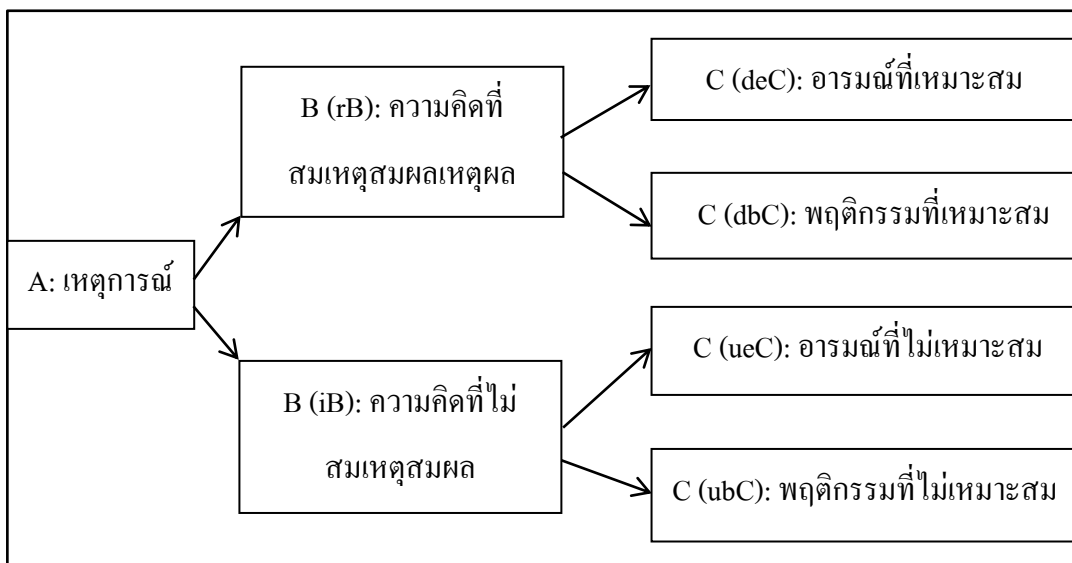 A: เหตุการณ์
B (rB): ความคิดที่
สมเหตุสมผลเหตุผล
C (deC): อารมณ์ที่เหมาะสม
C (dbC): พฤติกรรมที่เหมาะสม
B (iB): ความคิดที่ไม่
สมเหตุสมผล
C (ueC): อารมณ์ที่ไม่เหมาะสม
C (ubC): พฤติกรรมที่ไม่เหมาะสม